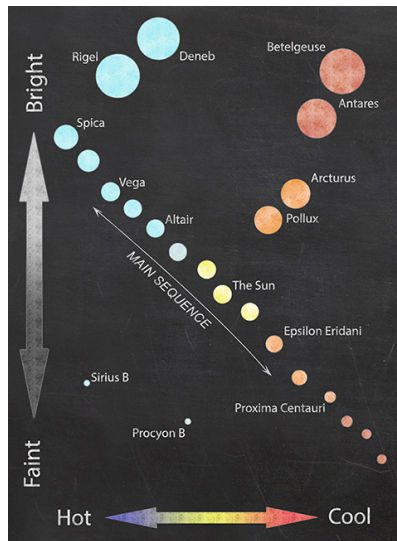 Deneb
Rigel
Betelgeuse
Antares
Bright
Spica
Vega
Arcturus
Altair
Pollux
MAIN SEQUENCE
The Sun
Epsilon Eridani
Sirius B
Proxima Centauri
Procyon B
Faint
Hot
Cool